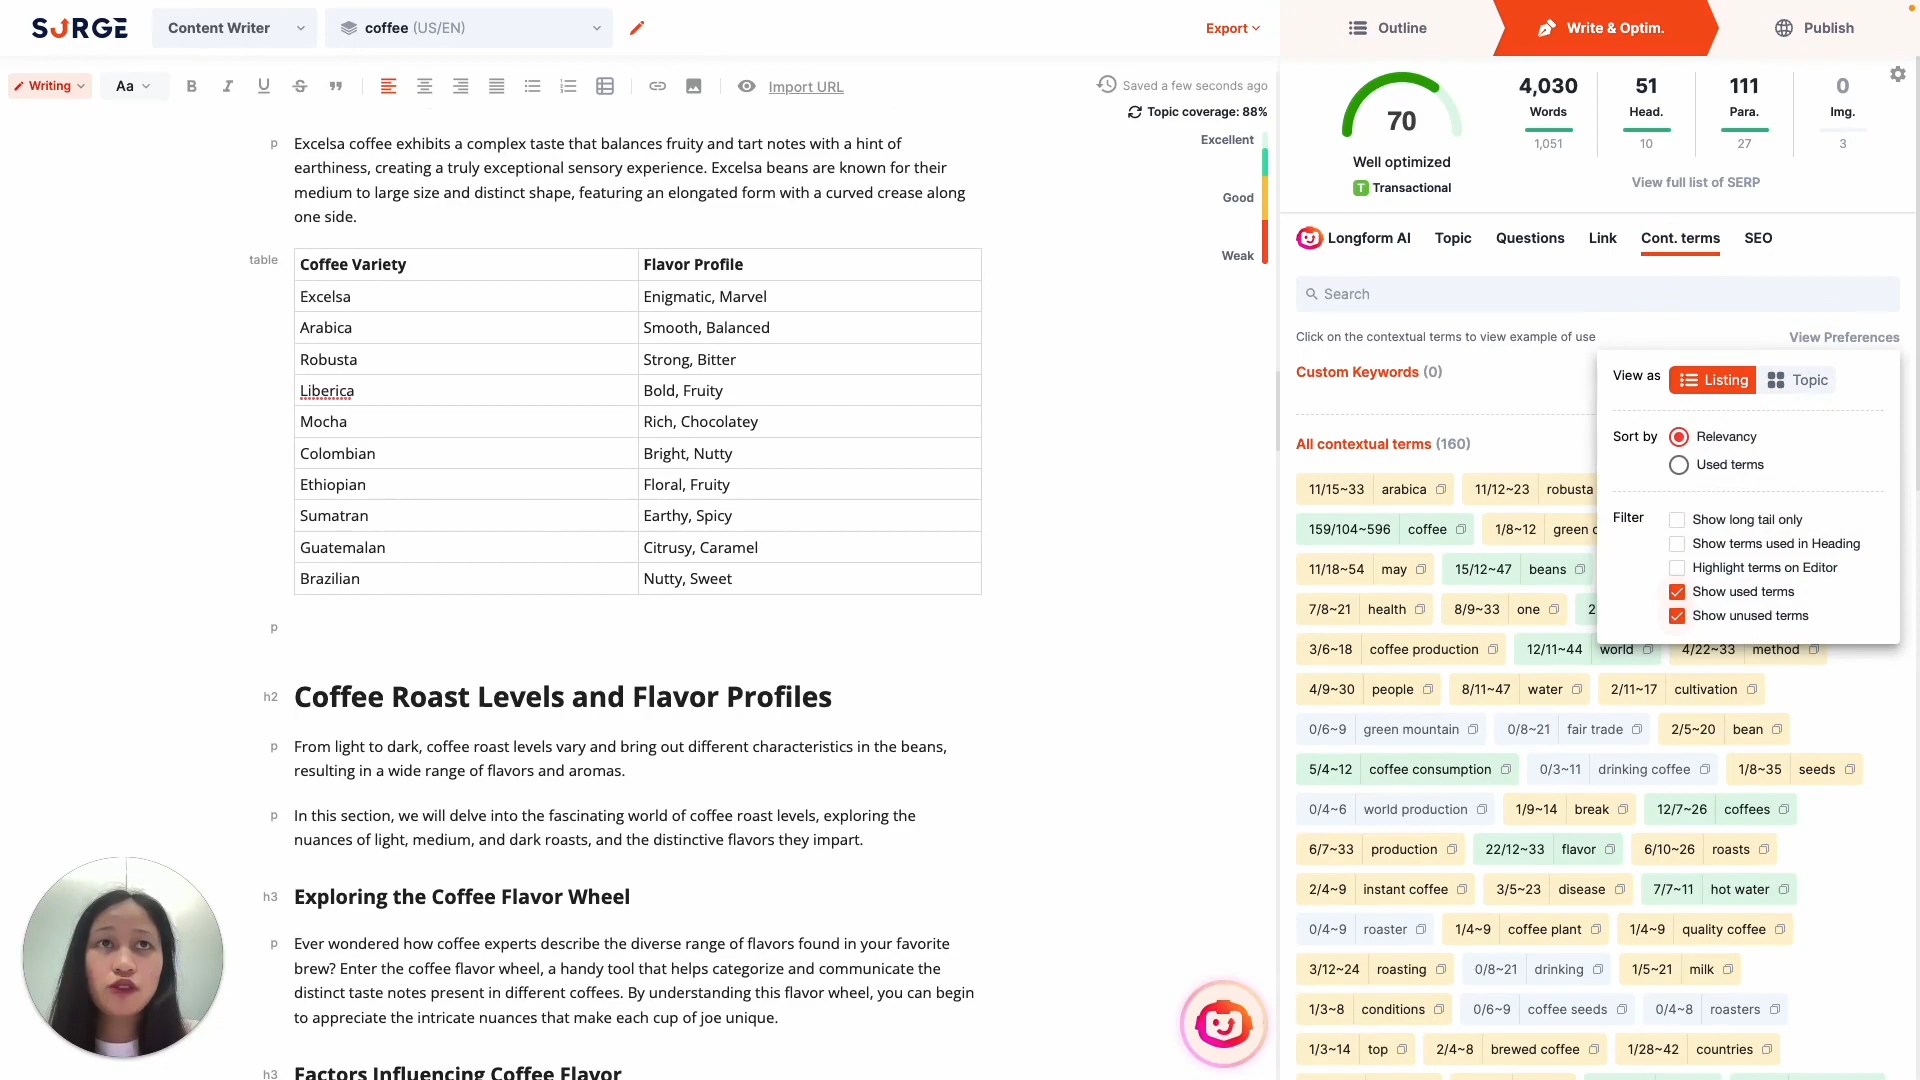 SURGE
Content Writer
coffee (US/EN)
Export
Outline
Write & Optim.
Publish
Writing
Aa
B
I
U
S
Import URL
Saved a few seconds ago
Topic coverage: 88%
Excellent
Good
Weak
p
Excelsa coffee exhibits a complex taste that balances fruity and tart notes with a hint of
earthiness, creating a truly exceptional sensory experience. Excelsa beans are known for their
medium to large size and distinct shape, featuring an elongated form with a curved crease along
one side.
table
Coffee Variety Flavor Profile
Excelsa Enigmatic, Marvel
Arabica Smooth, Balanced
Robusta Strong, Bitter
Liberica Bold, Fruity
Mocha Rich, Chocolatey
Colombian Bright, Nutty
Ethiopian Floral, Fruity
Sumatran Earthy, Spicy
Guatemalan Citrusy, Caramel
Brazilian Nutty, Sweet
p
h2
Coffee Roast Levels and Flavor Profiles
p
From light to dark, coffee roast levels vary and bring out different characteristics in the beans,
resulting in a wide range of flavors and aromas.
p
In this section, we will delve into the fascinating world of coffee roast levels, exploring the
nuances of light, medium, and dark roasts, and the distinctive flavors they impart.
h3
Exploring the Coffee Flavor Wheel
p
Ever wondered how coffee experts describe the diverse range of flavors found in your favorite
brew? Enter the coffee flavor wheel, a handy tool that helps categorize and communicate the
distinct taste notes present in different coffees. By understanding this flavor wheel, you can begin
to appreciate the intricate nuances that make each cup of joe unique.
h3
Factors Influencing Coffee Flavor
70
Well optimized
T Transactional
4,030 51 111 0
Words Head. Para. Img.
1,051 10 27 3
View full list of SERP
Longform AI Topic Questions Link Cont. terms SEO
Search
Click on the contextual terms to view example of use
View Preferences
Custom Keywords (0)
All contextual terms (160)
View as Listing Topic
Sort by Relevancy
Used terms
Filter Show long tail only
Show terms used in Heading
Highlight terms on Editor
Show used terms
Show unused terms
11/15~33 arabica 11/12~23 robusta
159/104~596 coffee 1/8~12 green c
11/18~54 may 15/12~47 beans
7/8~21 health 8/9~33 one 2
3/6~18 coffee production 12/11~44 world 4/22~33 method
4/9~30 people 8/11~47 water 2/11~17 cultivation
0/6~9 green mountain 0/8~21 fair trade 2/5~20 bean
5/4~12 coffee consumption 0/3~11 drinking coffee 1/8~35 seeds
0/4~6 world production 1/9~14 break 12/7~26 coffees
6/7~33 production 22/12~33 flavor 6/10~26 roasts
2/4~9 instant coffee 3/5~23 disease 7/7~11 hot water
0/4~9 roaster 1/4~9 coffee plant 1/4~9 quality coffee
3/12~24 roasting 0/8~21 drinking 1/5~21 milk
1/3~8 conditions 0/6~9 coffee seeds 0/4~8 roasters
1/3~14 top 2/4~8 brewed coffee 1/28~42 countries